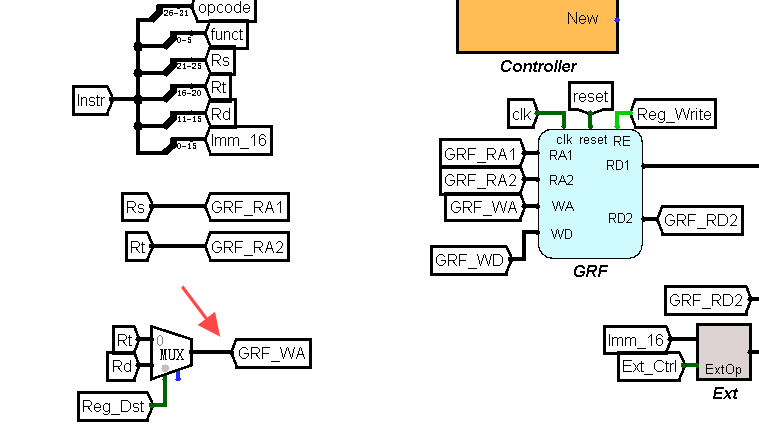 26-31 opcode
0-5 funct
21-25 Rs
Instr
16-20 Rt
11-15 Rd
0-15 Imm_16
New
Controller
clk
reset
Reg_Write
clk reset RE
GRF_RA1
RA1
RD1
GRF_RA2
RA2
GRF_WA
WA
RD2
GRF_RD2
GRF_WD
WD
GRF
Rs
GRF_RA1
Rt
GRF_RA2
GRF_RD2
Rt
0
MUX
GRF_WA
Rd
Reg_Dst
Imm_16
Ext_Ctrl
ExtOp
Ext